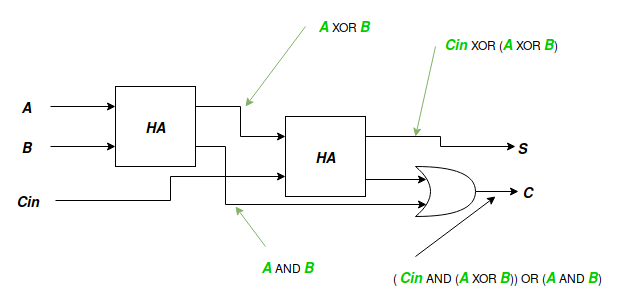 A XOR B
Cin XOR (A XOR B)
A
HA
B
S
HA
Cin
C
A AND B
( Cin AND (A XOR B)) OR (A AND B)